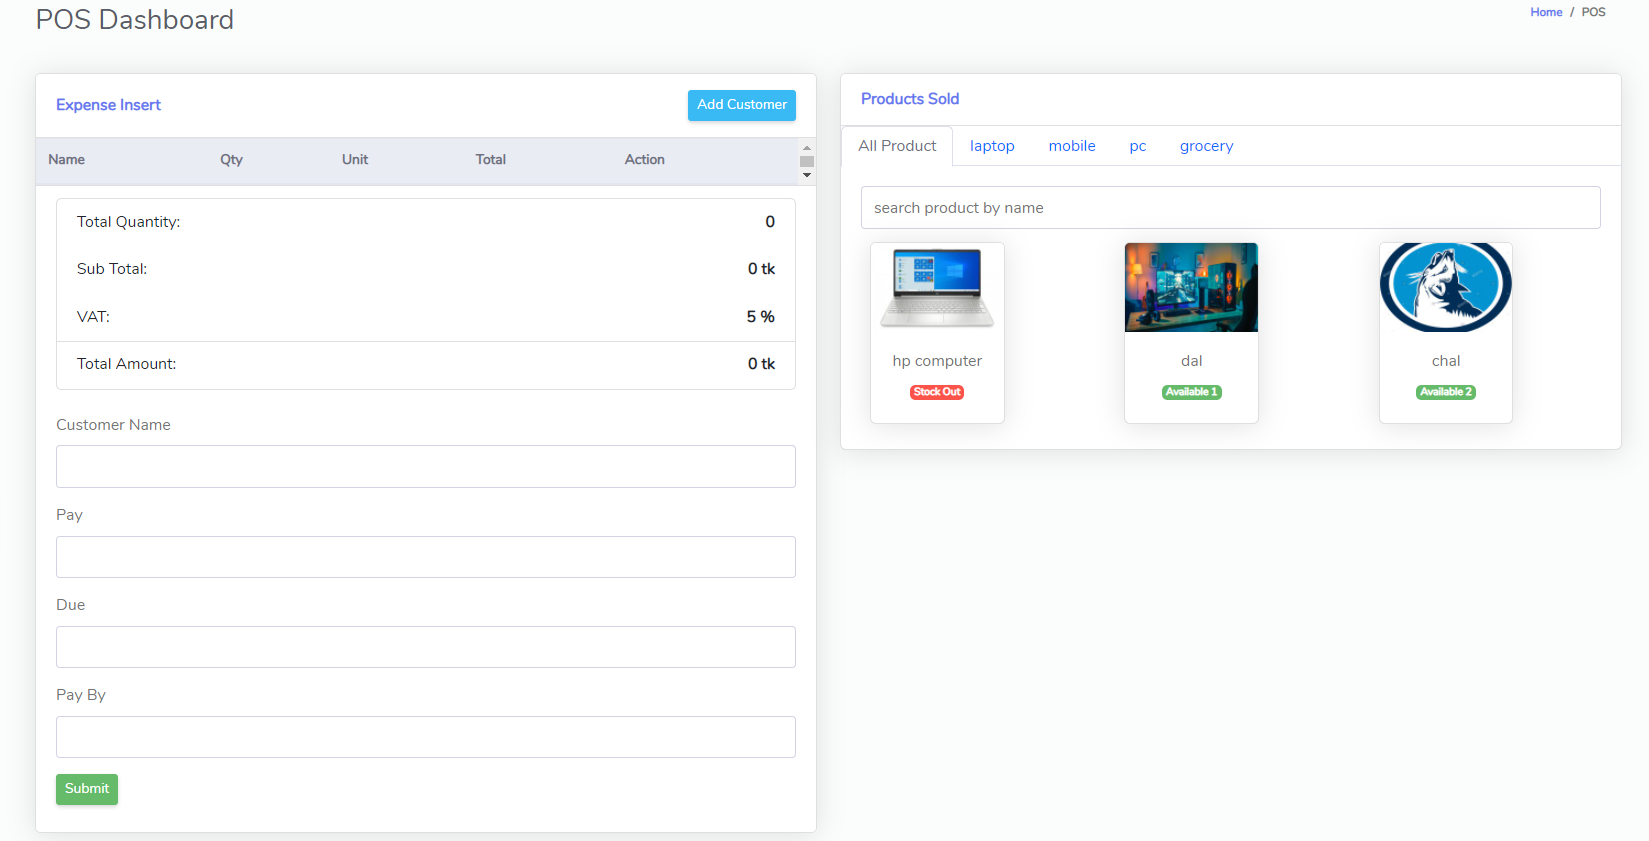 POS Dashboard
Home / POS
Expense Insert
Add Customer
Name Qty Unit Total Action
Total Quantity: 0
Sub Total: 0 tk
VAT: 5 %
Total Amount: 0 tk
Customer Name
Pay
Due
Pay By
Submit
Products Sold
All Product laptop mobile pc grocery
search product by name
hp computer
Stock Out
dal
Available 1
chal
Available 2